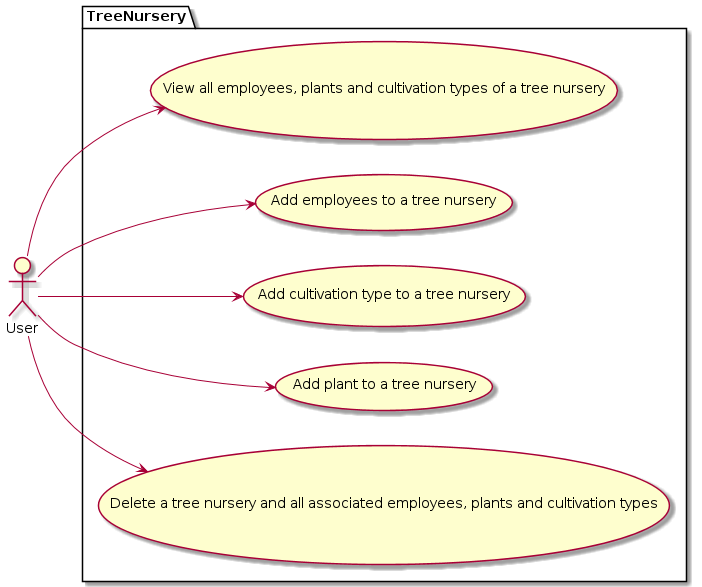 TreeNursery
View all employees, plants and cultivation types of a tree nursery
Add employees to a tree nursery
Add cultivation type to a tree nursery
User
Add plant to a tree nursery
Delete a tree nursery and all associated employees, plants and cultivation types